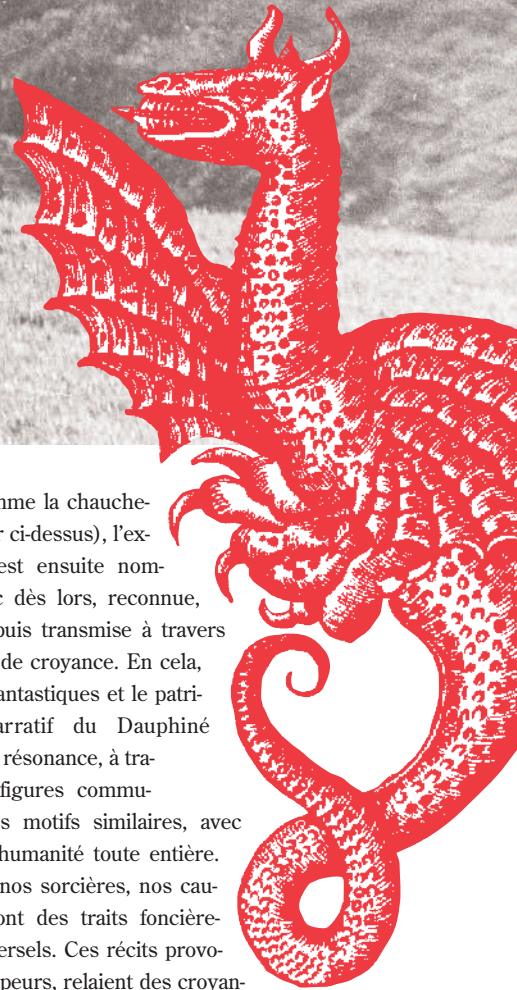 mme la chauche-
r ci-dessus), l'ex-
est ensuite nom-
c dès lors, reconnue,
puis transmise à travers
de croyance. En cela,
antastiques et le patri-
arratif du Dauphiné
résonance, à tra-
figures commu-
s motifs similaires, avec
humanité toute entière.
nos sorcières, nos cau-
ont des traits foncière-
ersels. Ces récits provo-
peurs, relaient des croyan-